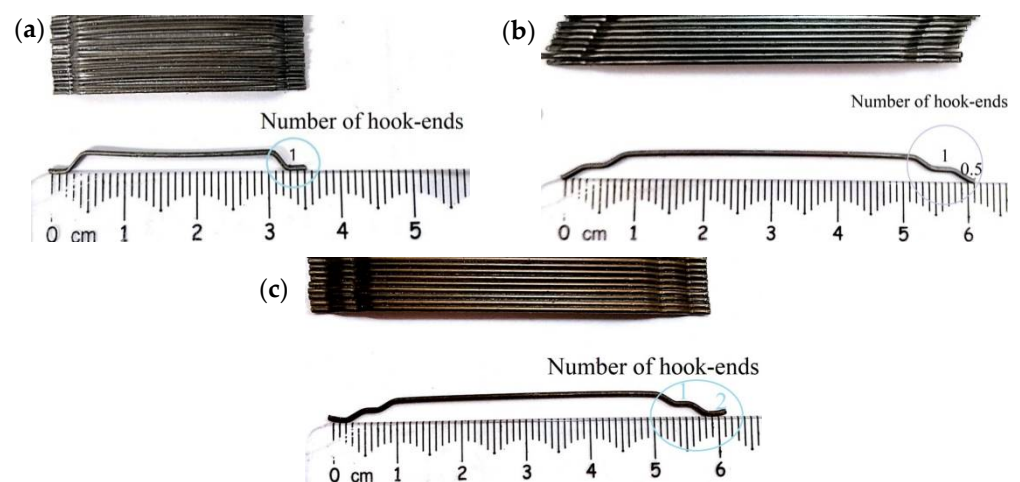 (a)
Number of hook-ends
1
0 cm 1 2 3 4 5
(b)
Number of hook-ends
1
0.5
0 cm 1 2 3 4 5 6
(c)
Number of hook-ends
1
2
0 cm 1 2 3 4 5 6